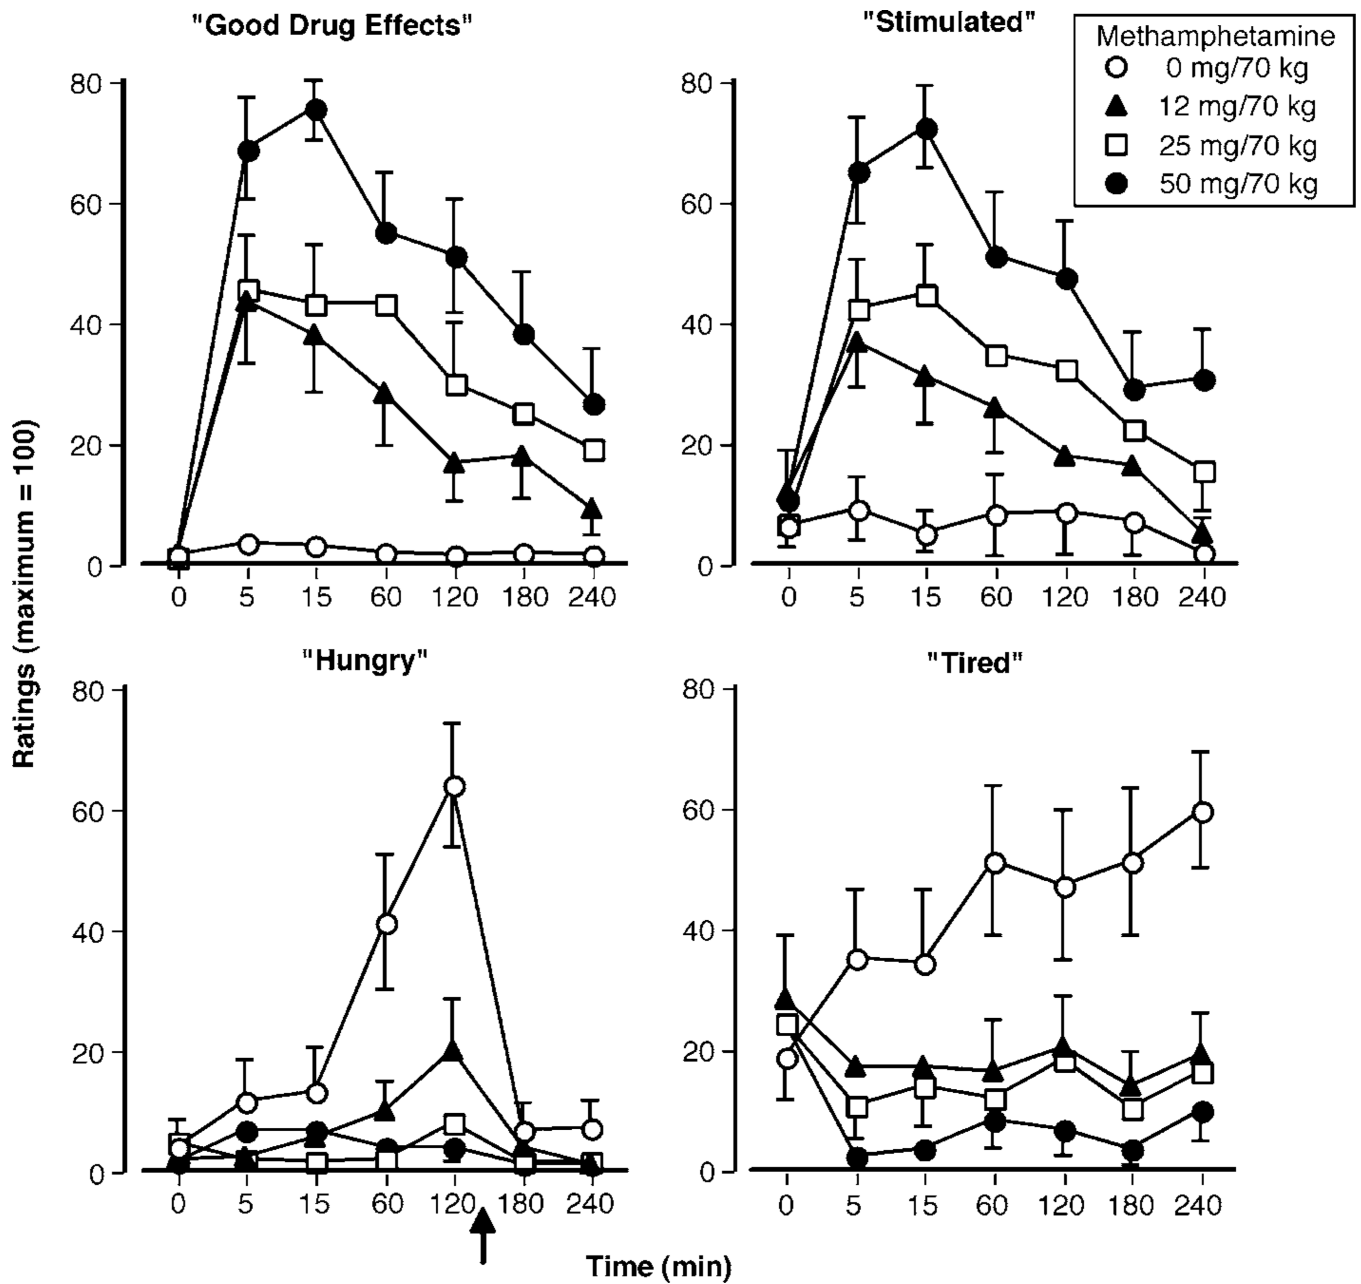 "Good Drug Effects"
"Stimulated"
Methamphetamine
0 mg/70 kg
12 mg/70 kg
25 mg/70 kg
50 mg/70 kg
80
60
40
20
0
0 5 15 60 120 180 240
80
60
40
20
0
0 5 15 60 120 180 240
Ratings (maximum = 100)
"Hungry"
"Tired"
80
60
40
20
0
0 5 15 60 120 180 240
80
60
40
20
0
0 5 15 60 120 180 240
Time (min)